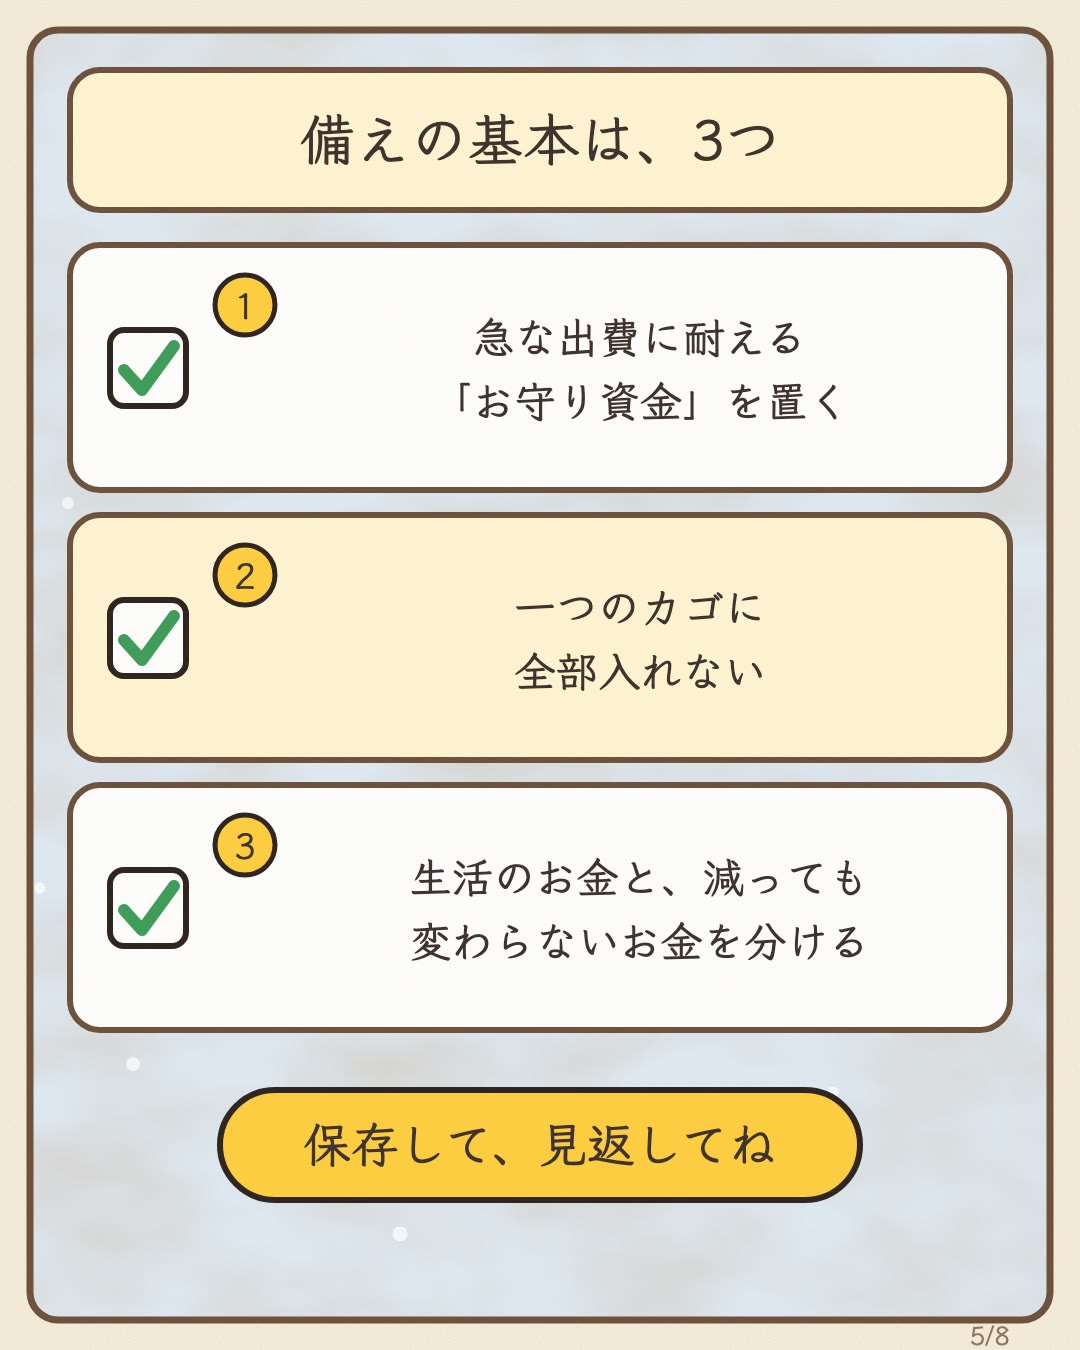 備えの基本は、3つ
1
急な出費に耐える
「お守り資金」を置く
2
一つのカゴに
全部入れない
3
生活のお金と、減っても
変わらないお金を分ける
保存して、見返してね
5/8